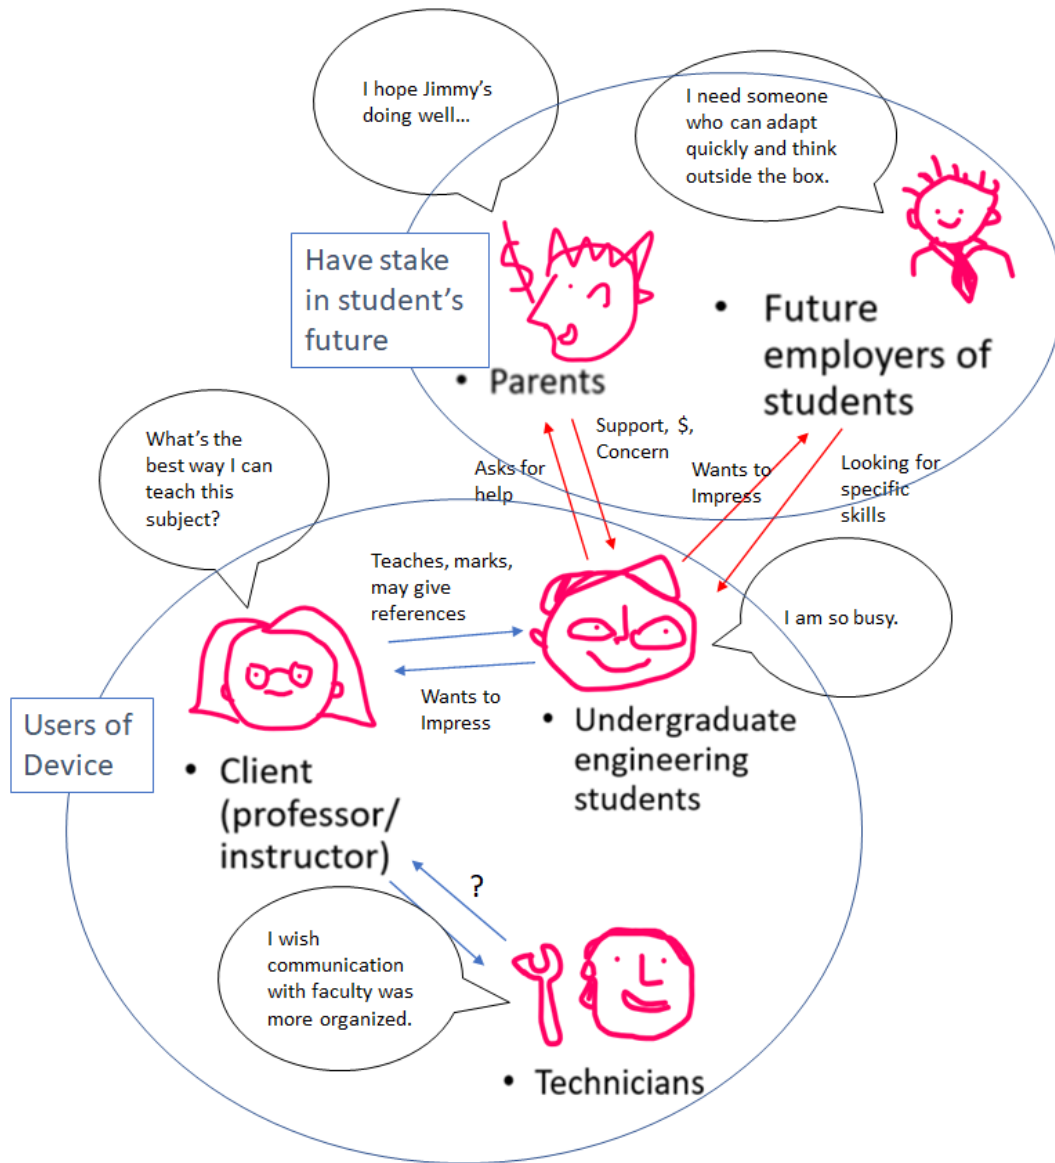 I hope Jimmy's
doing well...
I need someone
who can adapt
quickly and think
outside the box.
Have stake
in student's
future
$
• Parents
• Future
employers of
students
What's the
best way I can
teach this
subject?
Asks for
help
Support, $,
Concern
Wants to
Impress
Looking for
specific
skills
Teaches, marks,
may give
references
I am so busy.
Wants to
Impress
Users of
Device
• Client
(professor/
instructor)
• Undergraduate
engineering
students
?
I wish
communication
with faculty was
more organized.
• Technicians